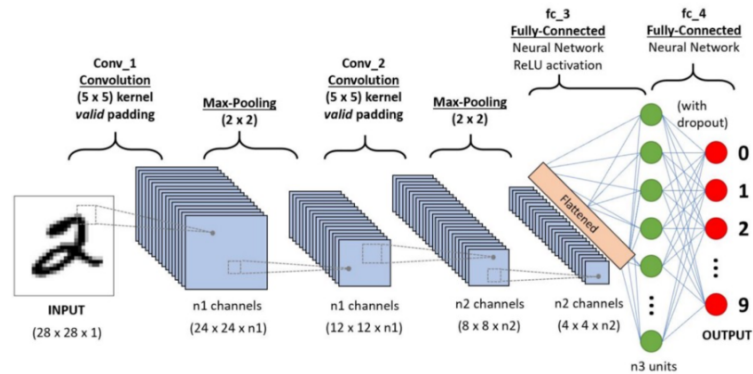 fc_3
Fully-Connected
Neural Network
ReLU activation
fc_4
Fully-Connected
Neural Network
Conv_1
Convolution
(5 x 5) kernel
valid padding
Max-Pooling
(2 x 2)
Conv_2
Convolution
(5 x 5) kernel
valid padding
Max-Pooling
(2 x 2)
(with
dropout)
2
Flattened
0
1
2
9
INPUT
(28 x 28 x 1)
n1 channels
(24 x 24 x n1)
n1 channels
(12 x 12 x n1)
n2 channels
(8 x 8 x n2)
n2 channels
(4 x 4 x n2)
OUTPUT
n3 units